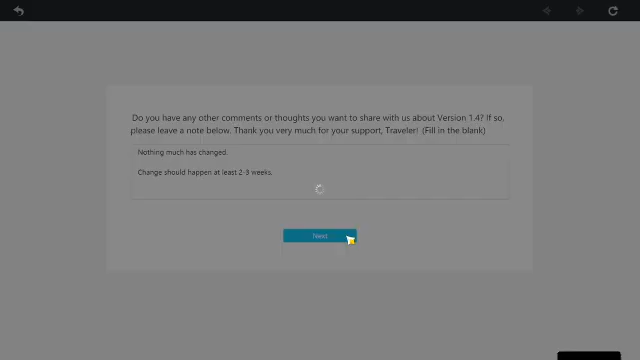 Do you have any other comments or thoughts you want to share with us about Version 1.4? If so,
please leave a note below. Thank you very much for your support, Traveler! (Fill in the blank)
Nothing much has changed.
Change should happen at least 2-3 weeks.
Next